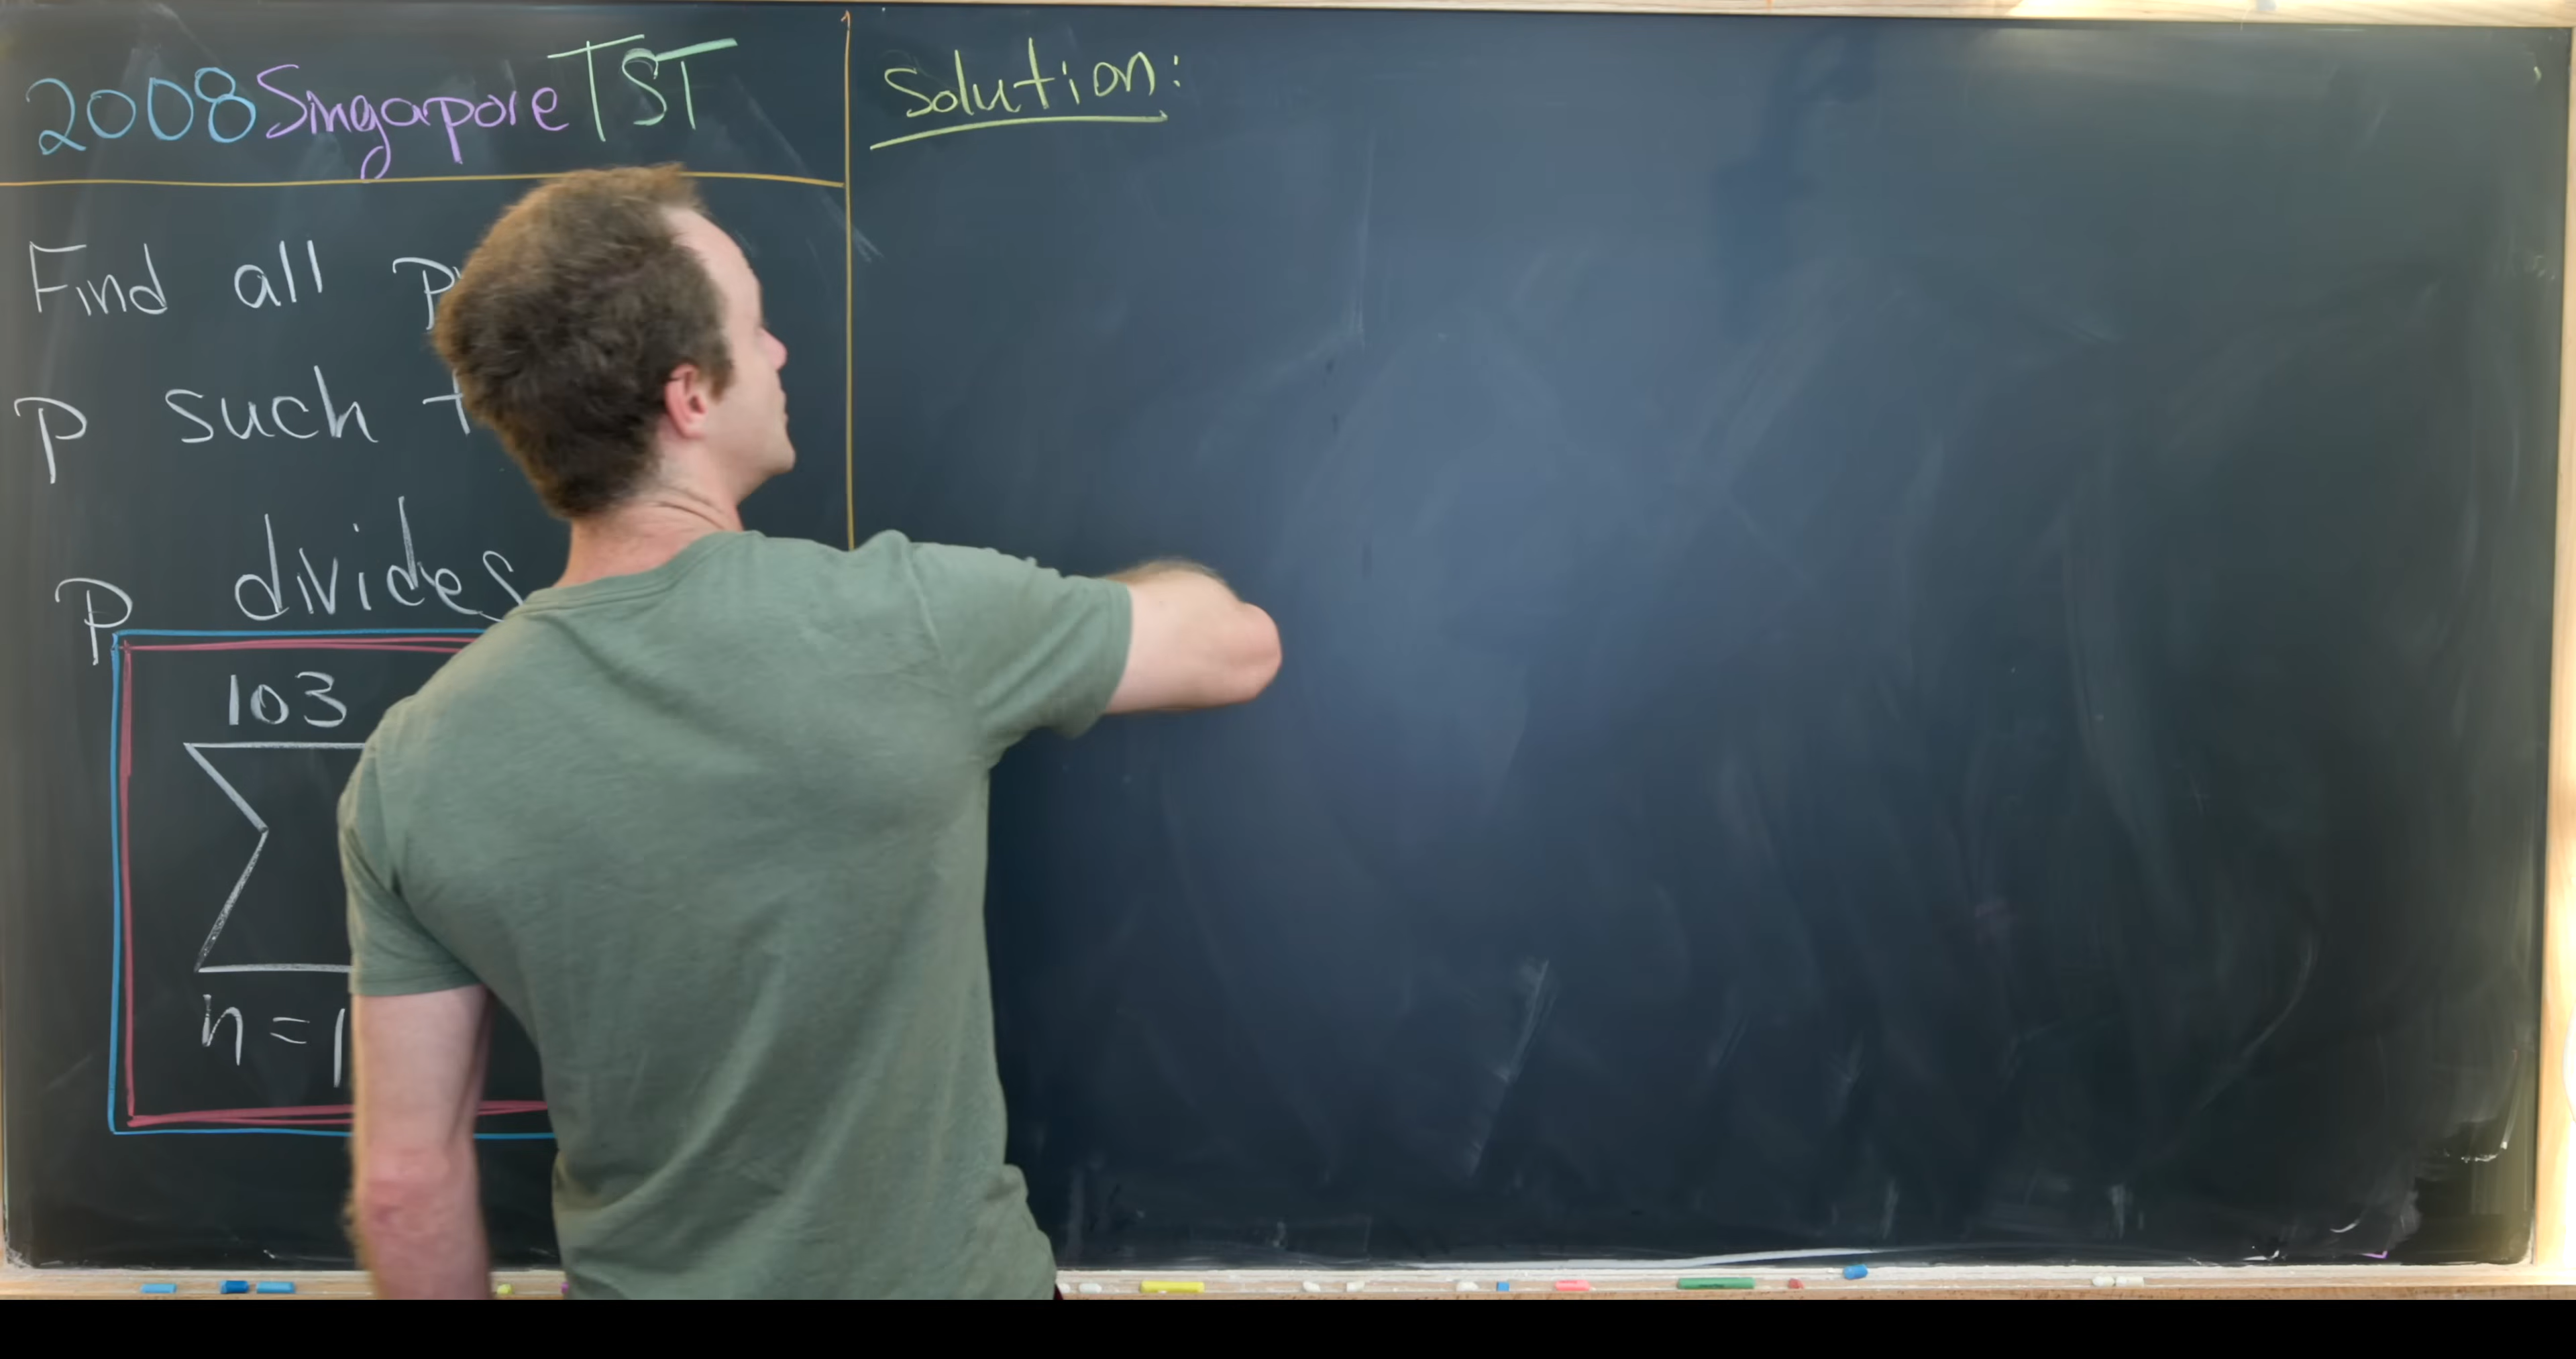 2008 Singapore TST
Solution:
Find all
p such
p divides
103
∑
n=1